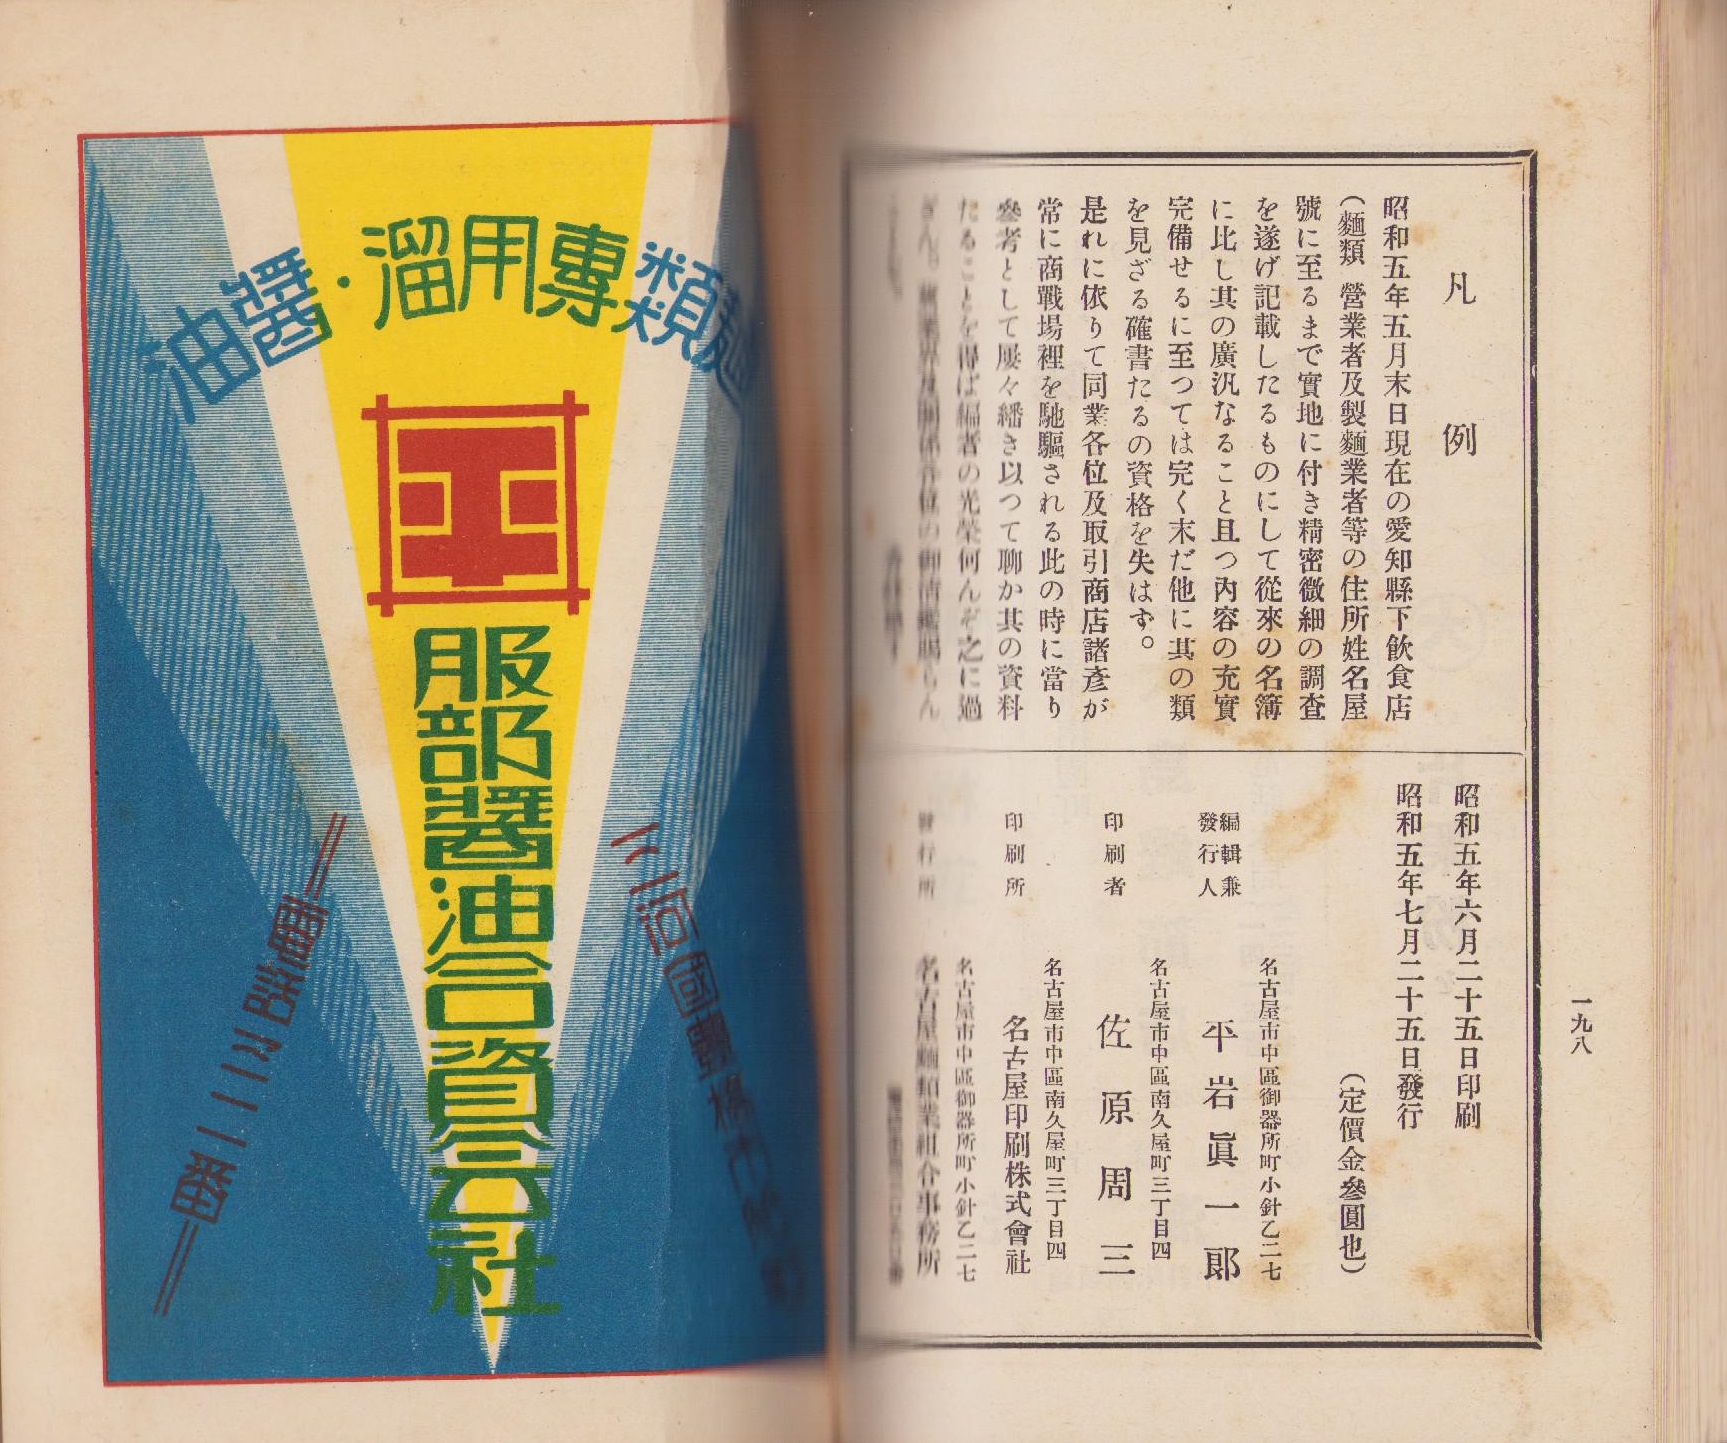 一九八
凡例
昭和五年五月末日現在の愛知縣下飮食店
（麵類營業者及製麵業者等の住所姓名屋
號に至るまで實地に付き精密微細の調査
を遂げ記載したるものにして從來の名簿
に比し其の廣汎なること且つ內容の充實
完備せるに至つては完く末だ他に其の類
を見ざる確書たるの資格を失はず。
是れに依りて同業各位及取引商店諸彥が
常に商戰場裡を馳驅される此の時に當り
參考として屢々繙き以つて聊か其の資料
たることを得ば編者の光榮何んぞ之に過
昭和五年六月二十五日印刷
昭和五年七月二十五日發行
（定價金參圓也）
名古屋市中區御器所町小針乙二七
編輯兼發行人 平岩眞一郞
名古屋市中區南久屋町三丁目四
印刷者 佐原周三
名古屋市中區南久屋町三丁目四
印刷所 名古屋印刷株式會社
名古屋市中區御器所町小針乙二七
發行所 名古屋麵類業組合事務所
麵類專用溜・醬油
服部醬油合資会社
三河國